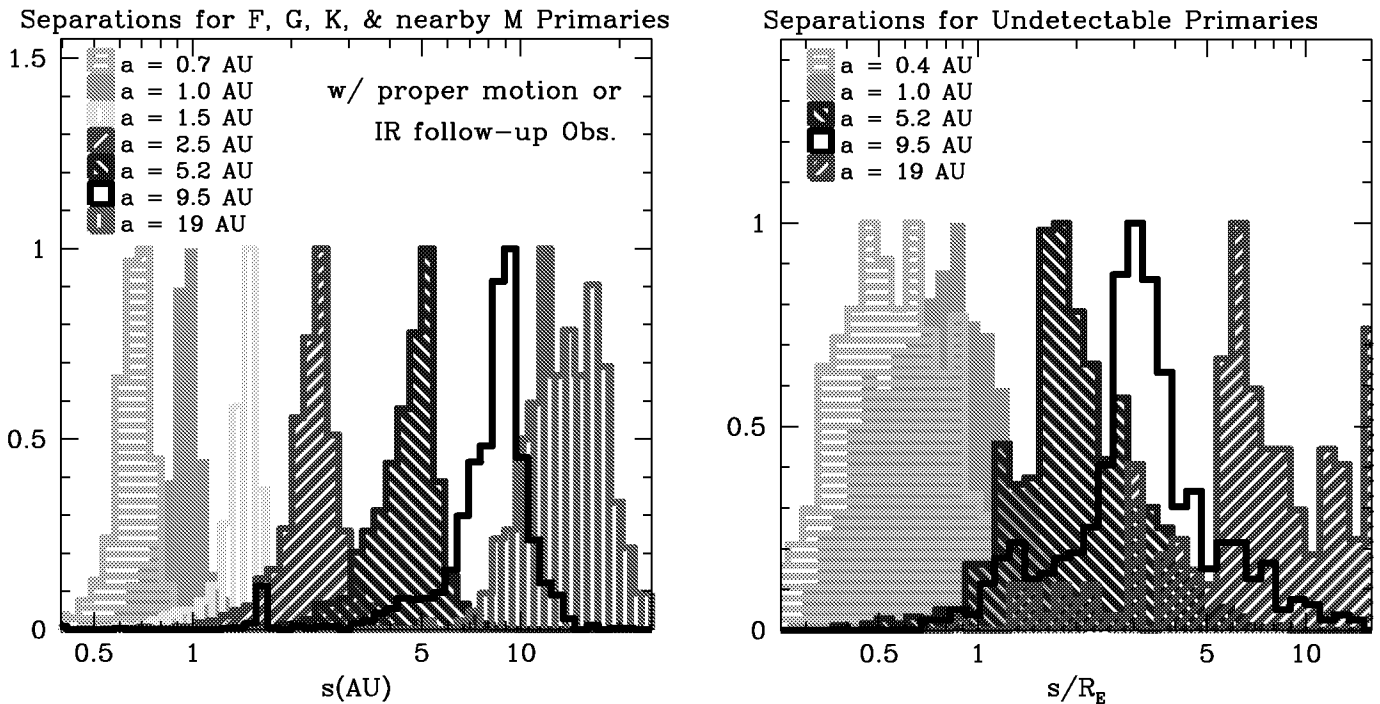 Separations for F, G, K, & nearby M Primaries
1.5
a = 0.7 AU
a = 1.0 AU
a = 1.5 AU
a = 2.5 AU
a = 5.2 AU
a = 9.5 AU
a = 19 AU
w/ proper motion or
IR follow-up Obs.
1
0.5
0
0.5 1 5 10
s(AU)
Separations for Undetectable Primaries
a = 0.4 AU
a = 1.0 AU
a = 5.2 AU
a = 9.5 AU
a = 19 AU
1
0.5
0
0.5 1 5 10
s/R_E